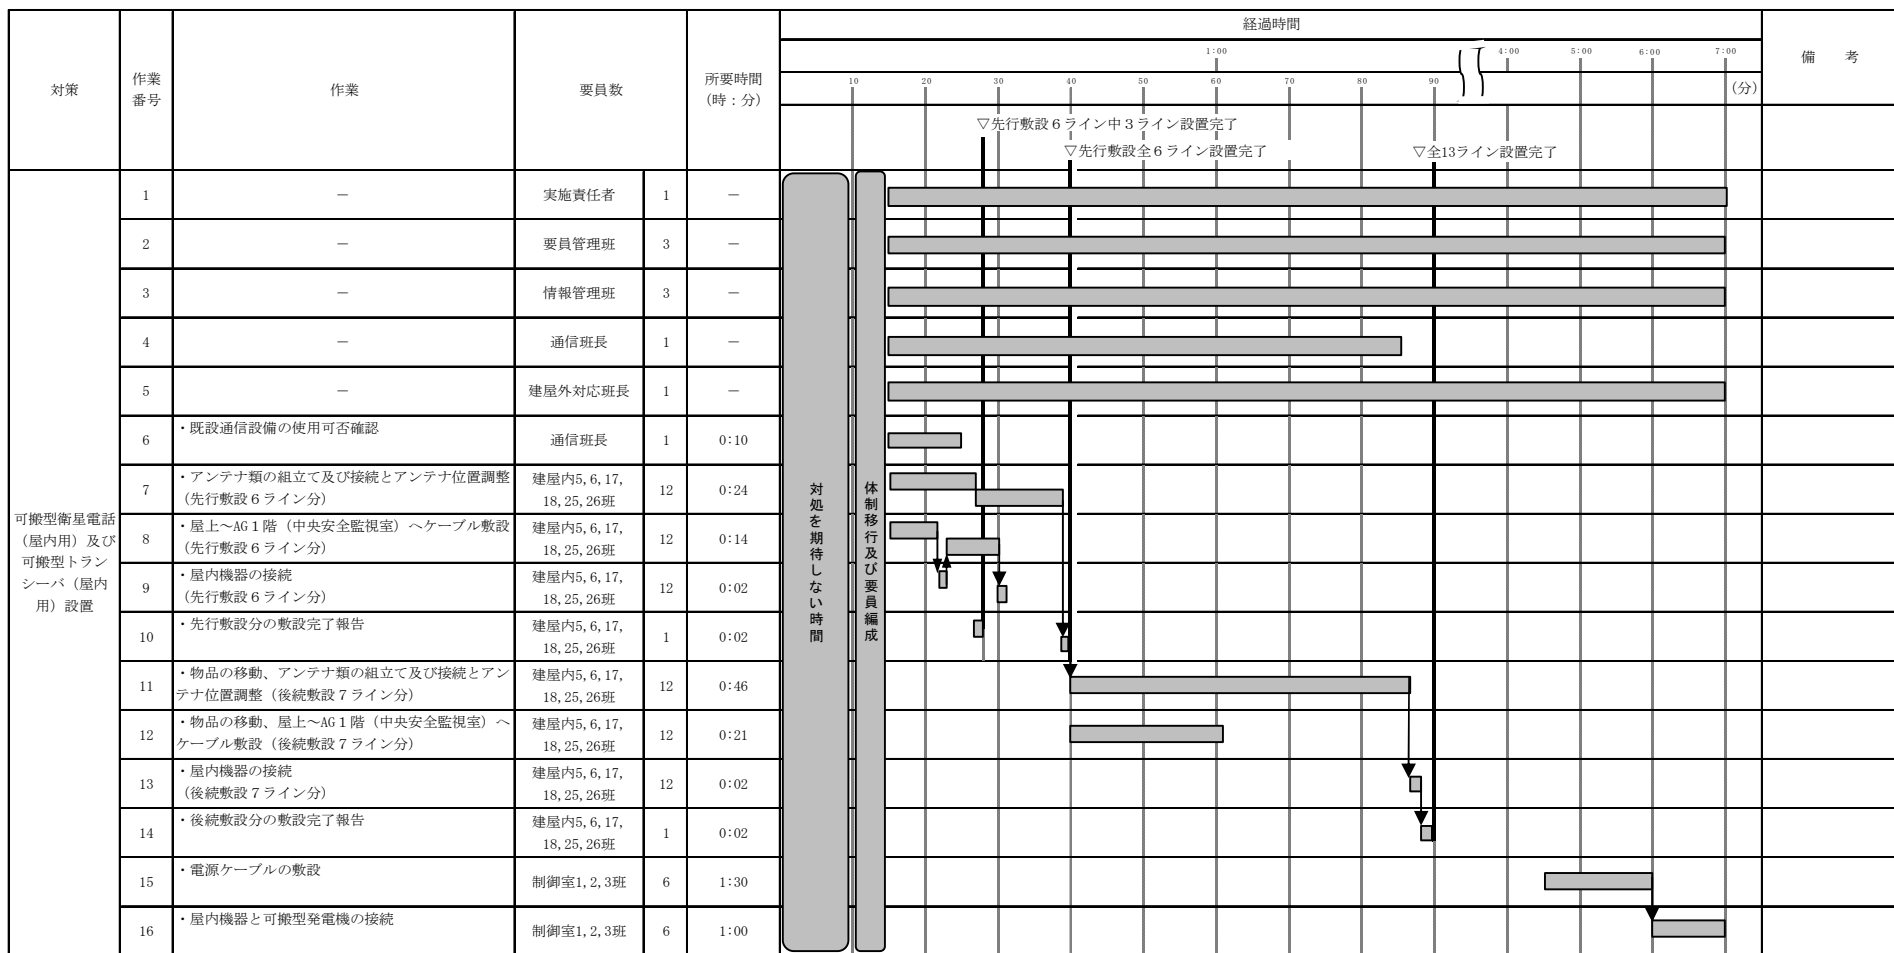 経過時間
1:00 4:00 5:00 6:00 7:00
対策 作業 作業 要員数 所要時間 備 考
番号 (時:分)
10 20 30 40 50 60 70 80 90 (分)
▽先行敷設6ライン中3ライン設置完了
▽先行敷設全6ライン設置完了 ▽全13ライン設置完了
可搬型衛星電話
(屋内用)及び
可搬型トラン
シーバ(屋内
用)設置
対処を期待しない時間
体制移行及び要員編成
1 － 実施責任者 1 －
2 － 要員管理班 3 －
3 － 情報管理班 3 －
4 － 通信班長 1 －
5 － 建屋外対応班長 1 －
6 ・既設通信設備の使用可否確認 通信班長 1 0:10
7 ・アンテナ類の組立て及び接続とアンテナ位置調整 建屋内5,6,17, 12 0:24
(先行敷設6ライン分) 18,25,26班
8 ・屋上～AG1階(中央安全監視室)へケーブル敷設 建屋内5,6,17, 12 0:14
(先行敷設6ライン分) 18,25,26班
9 ・屋内機器の接続 建屋内5,6,17, 12 0:02
(先行敷設6ライン分) 18,25,26班
10 ・先行敷設分の敷設完了報告 建屋内5,6,17, 1 0:02
18,25,26班
11 ・物品の移動、アンテナ類の組立て及び接続とアン 建屋内5,6,17, 12 0:46
テナ位置調整(後続敷設7ライン分) 18,25,26班
12 ・物品の移動、屋上～AG1階(中央安全監視室)へ 建屋内5,6,17, 12 0:21
ケーブル敷設(後続敷設7ライン分) 18,25,26班
13 ・屋内機器の接続 建屋内5,6,17, 12 0:02
(後続敷設7ライン分) 18,25,26班
14 ・後続敷設分の敷設完了報告 建屋内5,6,17, 1 0:02
18,25,26班
15 ・電源ケーブルの敷設 制御室1,2,3班 6 1:30
16 ・屋内機器と可搬型発電機の接続 制御室1,2,3班 6 1:00